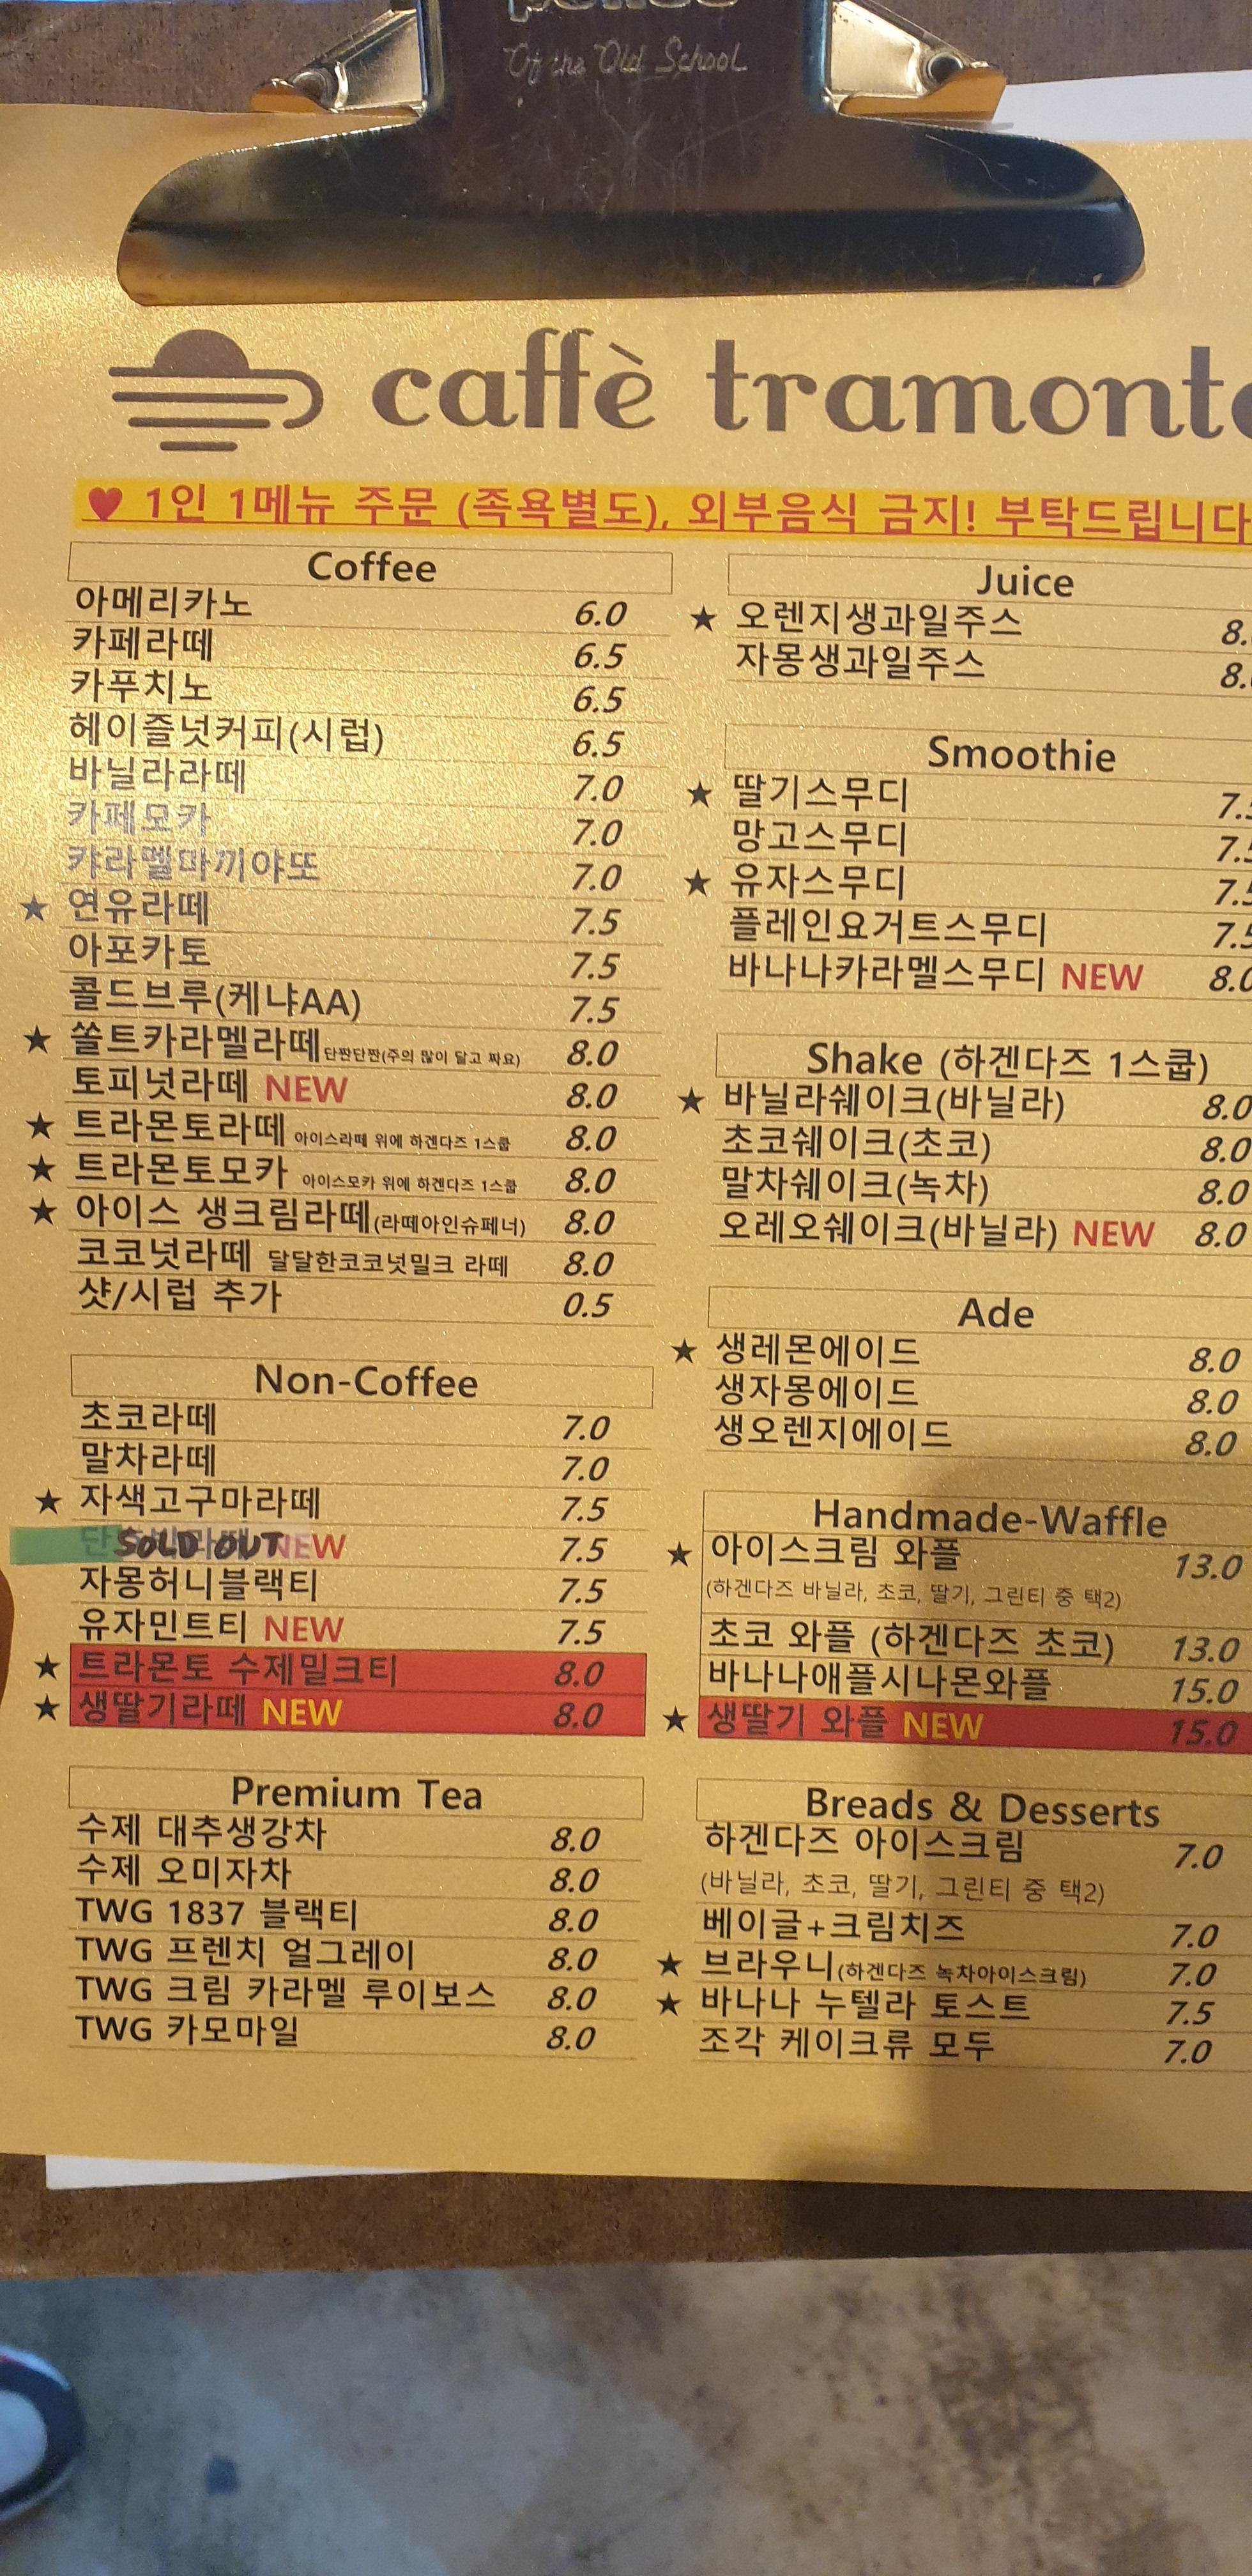 Of the Old School
caffè tramont
♥ 1인 1메뉴 주문 (족욕별도), 외부음식 금지! 부탁드립니다
Coffee
아메리카노 6.0
카페라떼 6.5
카푸치노 6.5
헤이즐넛커피(시럽) 6.5
바닐라라떼 7.0
카페모카 7.0
캬라멜마끼아또 7.0
★ 연유라떼 7.5
아포카토 7.5
콜드브루(케냐AA) 7.5
★ 쏠트카라멜라떼 단짠단짠(주의 많이 달고 짜요) 8.0
토피넛라떼 NEW 8.0
★ 트라몬토라떼 아이스라떼 위에 하겐다즈 1스쿱 8.0
★ 트라몬토모카 아이스모카 위에 하겐다즈 1스쿱 8.0
★ 아이스 생크림라떼(라떼아인슈페너) 8.0
코코넛라떼 달달한코코넛밀크 라떼 8.0
샷/시럽 추가 0.5
Non-Coffee
초코라떼 7.0
말차라떼 7.0
★ 자색고구마라떼 7.5
SOLD OUT NEW 7.5
자몽허니블랙티 7.5
유자민트티 NEW 7.5
★ 트라몬토 수제밀크티 8.0
★ 생딸기라떼 NEW 8.0
Premium Tea
수제 대추생강차 8.0
수제 오미자차 8.0
TWG 1837 블랙티 8.0
TWG 프렌치 얼그레이 8.0
TWG 크림 카라멜 루이보스 8.0
TWG 카모마일 8.0
Juice
★ 오렌지생과일주스 8.
자몽생과일주스 8.
Smoothie
★ 딸기스무디 7.
망고스무디 7.5
★ 유자스무디 7.5
플레인요거트스무디 7.5
바나나카라멜스무디 NEW 8.0
Shake (하겐다즈 1스쿱)
★ 바닐라쉐이크(바닐라) 8.0
초코쉐이크(초코) 8.0
말차쉐이크(녹차) 8.0
오레오쉐이크(바닐라) NEW 8.0
Ade
★ 생레몬에이드 8.0
생자몽에이드 8.0
생오렌지에이드 8.0
Handmade-Waffle
★ 아이스크림 와플 13.0
(하겐다즈 바닐라, 초코, 딸기, 그린티 중 택2)
초코 와플 (하겐다즈 초코) 13.0
바나나애플시나몬와플 15.0
★ 생딸기 와플 NEW 15.0
Breads & Desserts
하겐다즈 아이스크림 7.0
(바닐라, 초코, 딸기, 그린티 중 택2)
베이글+크림치즈 7.0
★ 브라우니(하겐다즈 녹차아이스크림) 7.0
★ 바나나 누텔라 토스트 7.5
조각 케이크류 모두 7.0